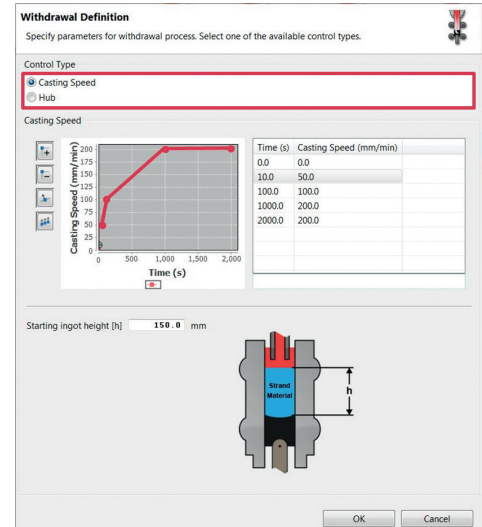 Withdrawal Definition
Specify parameters for withdrawal process. Select one of the available control types.
Control Type
Casting Speed
Hub
Casting Speed
Casting Speed (mm/min)
200
175
150
125
100
75
50
25
0
0 500 1,000 1,500 2,000
Time (s)
Time (s) Casting Speed (mm/min)
0.0 0.0
10.0 50.0
100.0 100.0
1000.0 200.0
2000.0 200.0
Starting ingot height [h] 150.0 mm
Strand
Material
h
OK Cancel